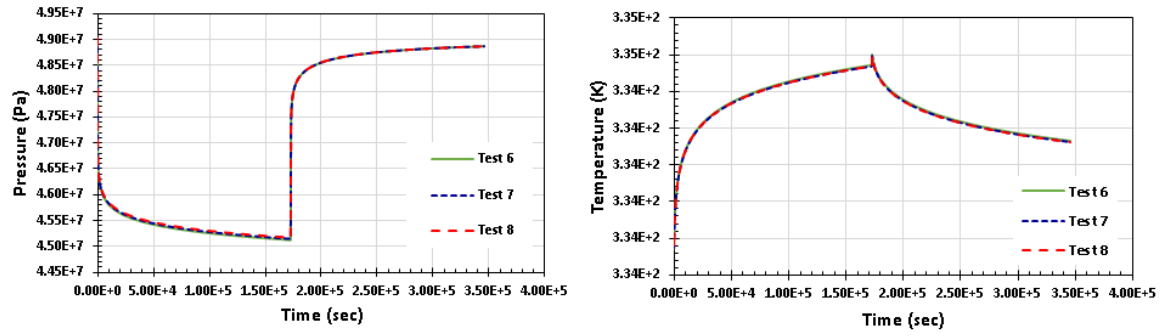 4.95E+7
4.90E+7
4.85E+7
4.80E+7
4.75E+7
4.70E+7
4.65E+7
4.60E+7
4.55E+7
4.50E+7
4.45E+7
Pressure (Pa)
Test 6
Test 7
Test 8
0.00E+0 5.00E+4 1.00E+5 1.50E+5 2.00E+5 2.50E+5 3.00E+5 3.50E+5 4.00E+5
Time (sec)
3.35E+2
3.35E+2
3.34E+2
3.34E+2
3.34E+2
3.34E+2
3.34E+2
Temperature (K)
Test 6
Test 7
Test 8
0.00E+0 5.00E+4 1.00E+5 1.50E+5 2.00E+5 2.50E+5 3.00E+5 3.50E+5 4.00E+5
Time (sec)